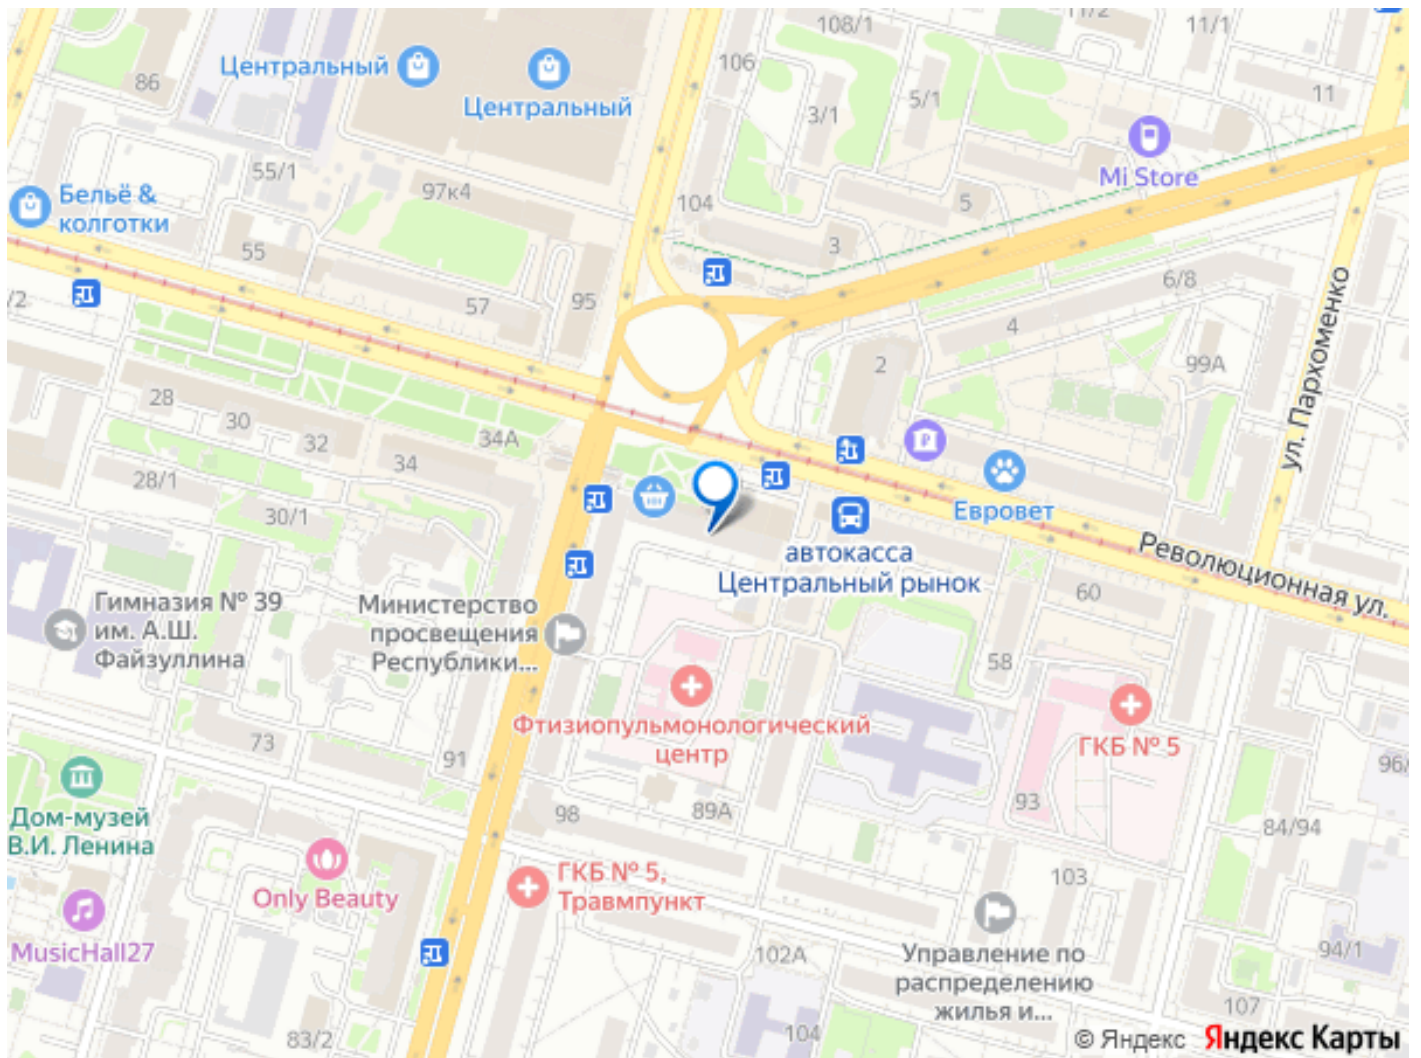 108/1
11/2
11/1
Центральный
106
86
Центральный
5/1
11
3/1
Mi Store
55/1
97к4
Бельё &
колготки
104
5
55
3
6/8
57
95
/2
4
2
99А
ул. Пархоменко
28
30
32
34А
34
28/1
30/1
Евровет
автокасса
Центральный рынок
Революционная ул.
60
Гимназия № 39
им. А.Ш.
Файзуллина
Министерство
просвещения
Республики...
58
Фтизиопульмонологический
центр
ГКБ № 5
73
91
96/
Дом-музей
В.И. Ленина
98
89А
93
84/94
Only Beauty
ГКБ № 5,
Травмпункт
103
MusicHall27
102А
Управление по
распределению
жилья и...
94/1
107
83/2
104
© Яндекс Яндекс Карты